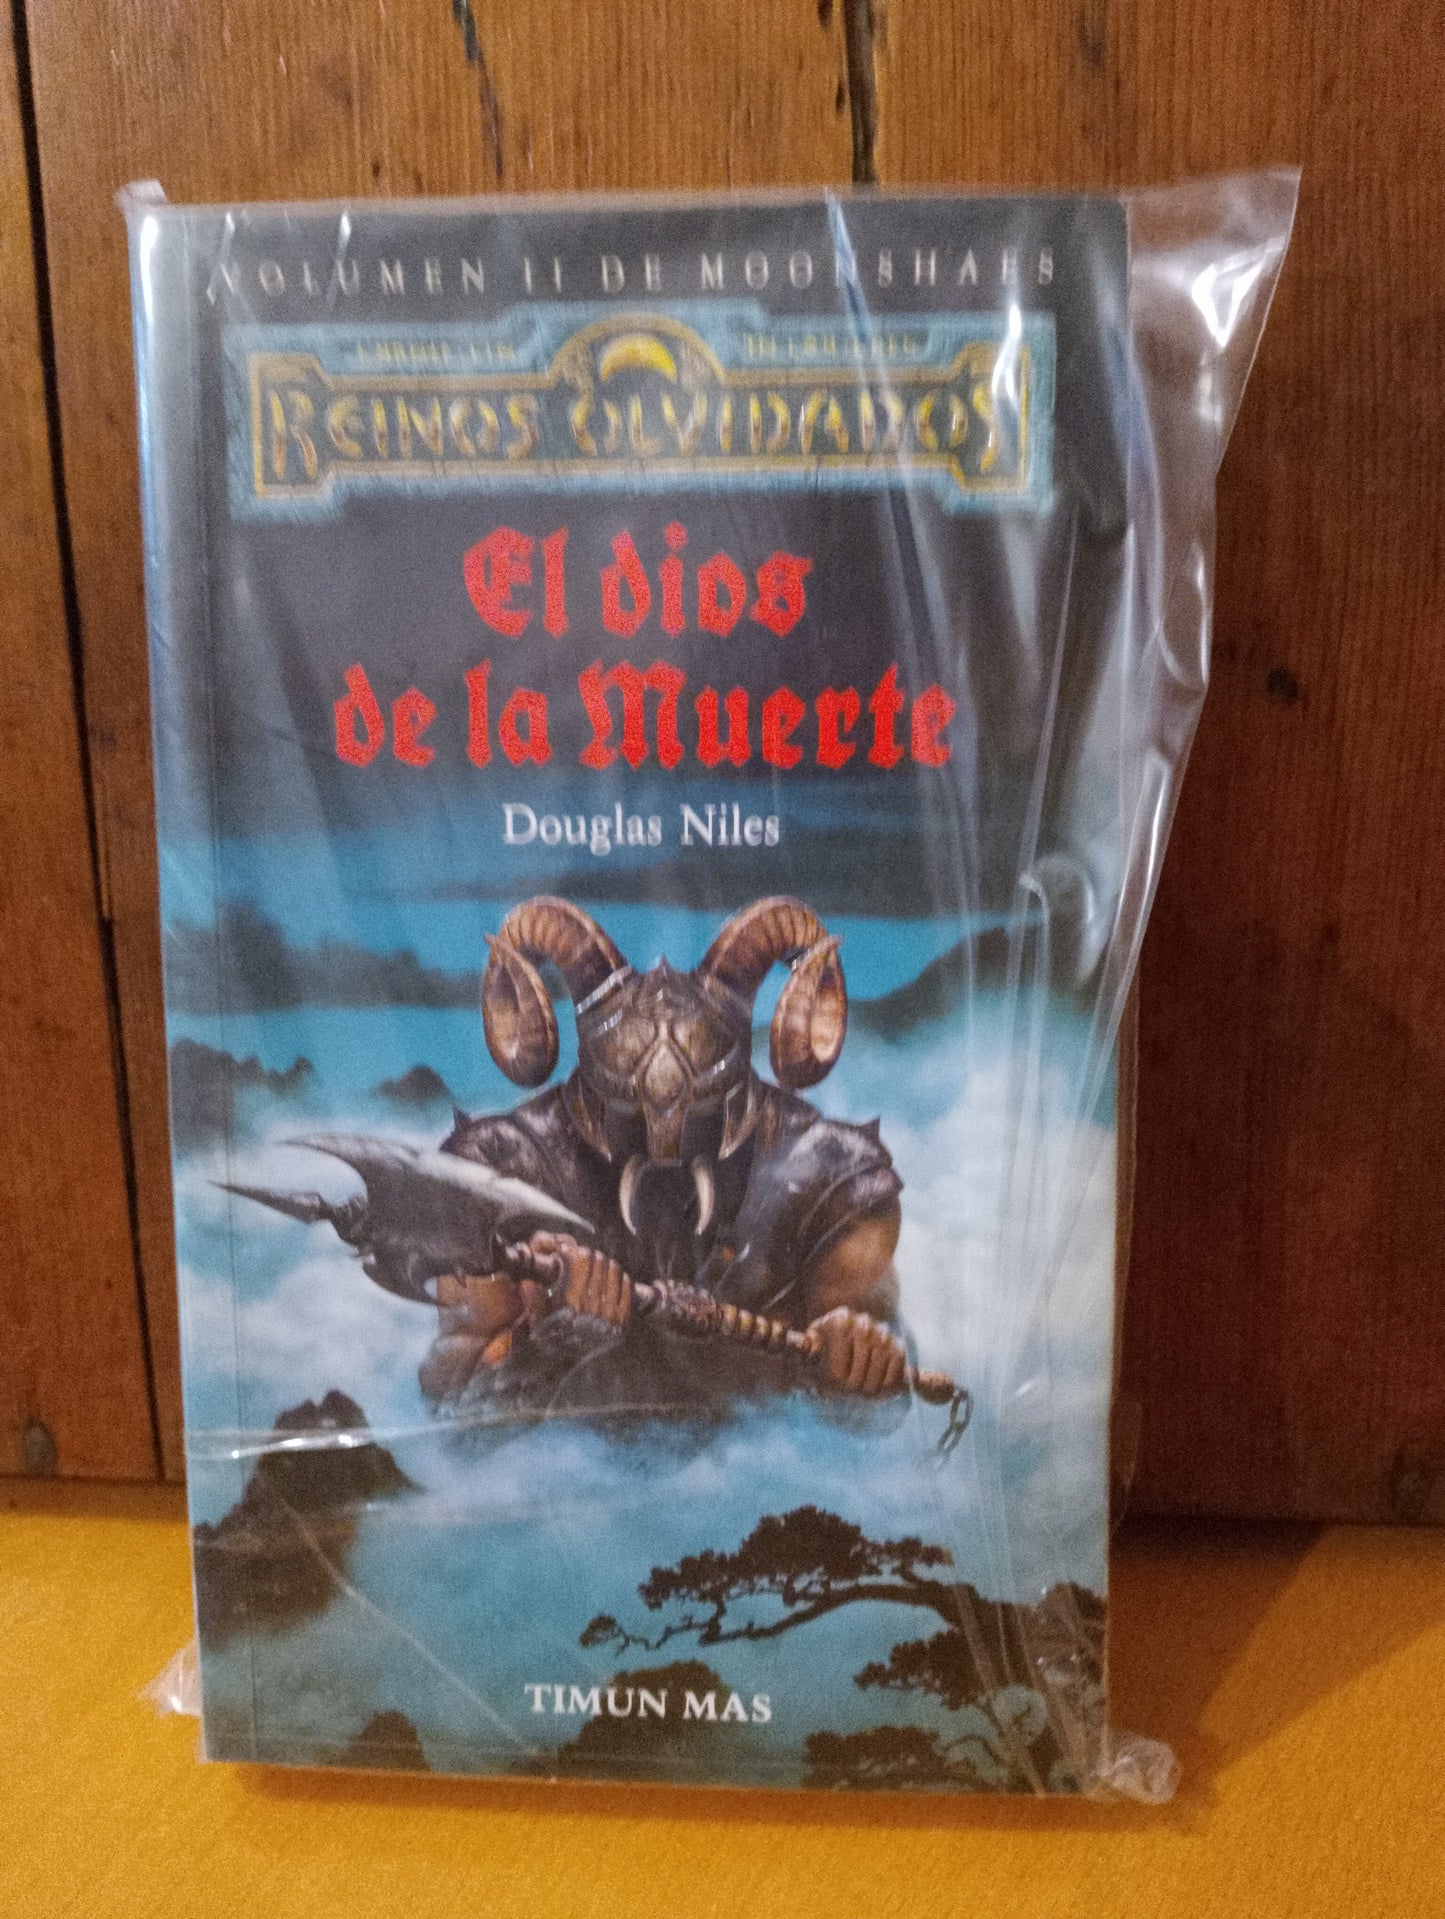 VOLUMEN II DE MOONSHAES
REINOS OLVIDADOS
El dios
de la Muerte
Douglas Niles
TIMUN MAS